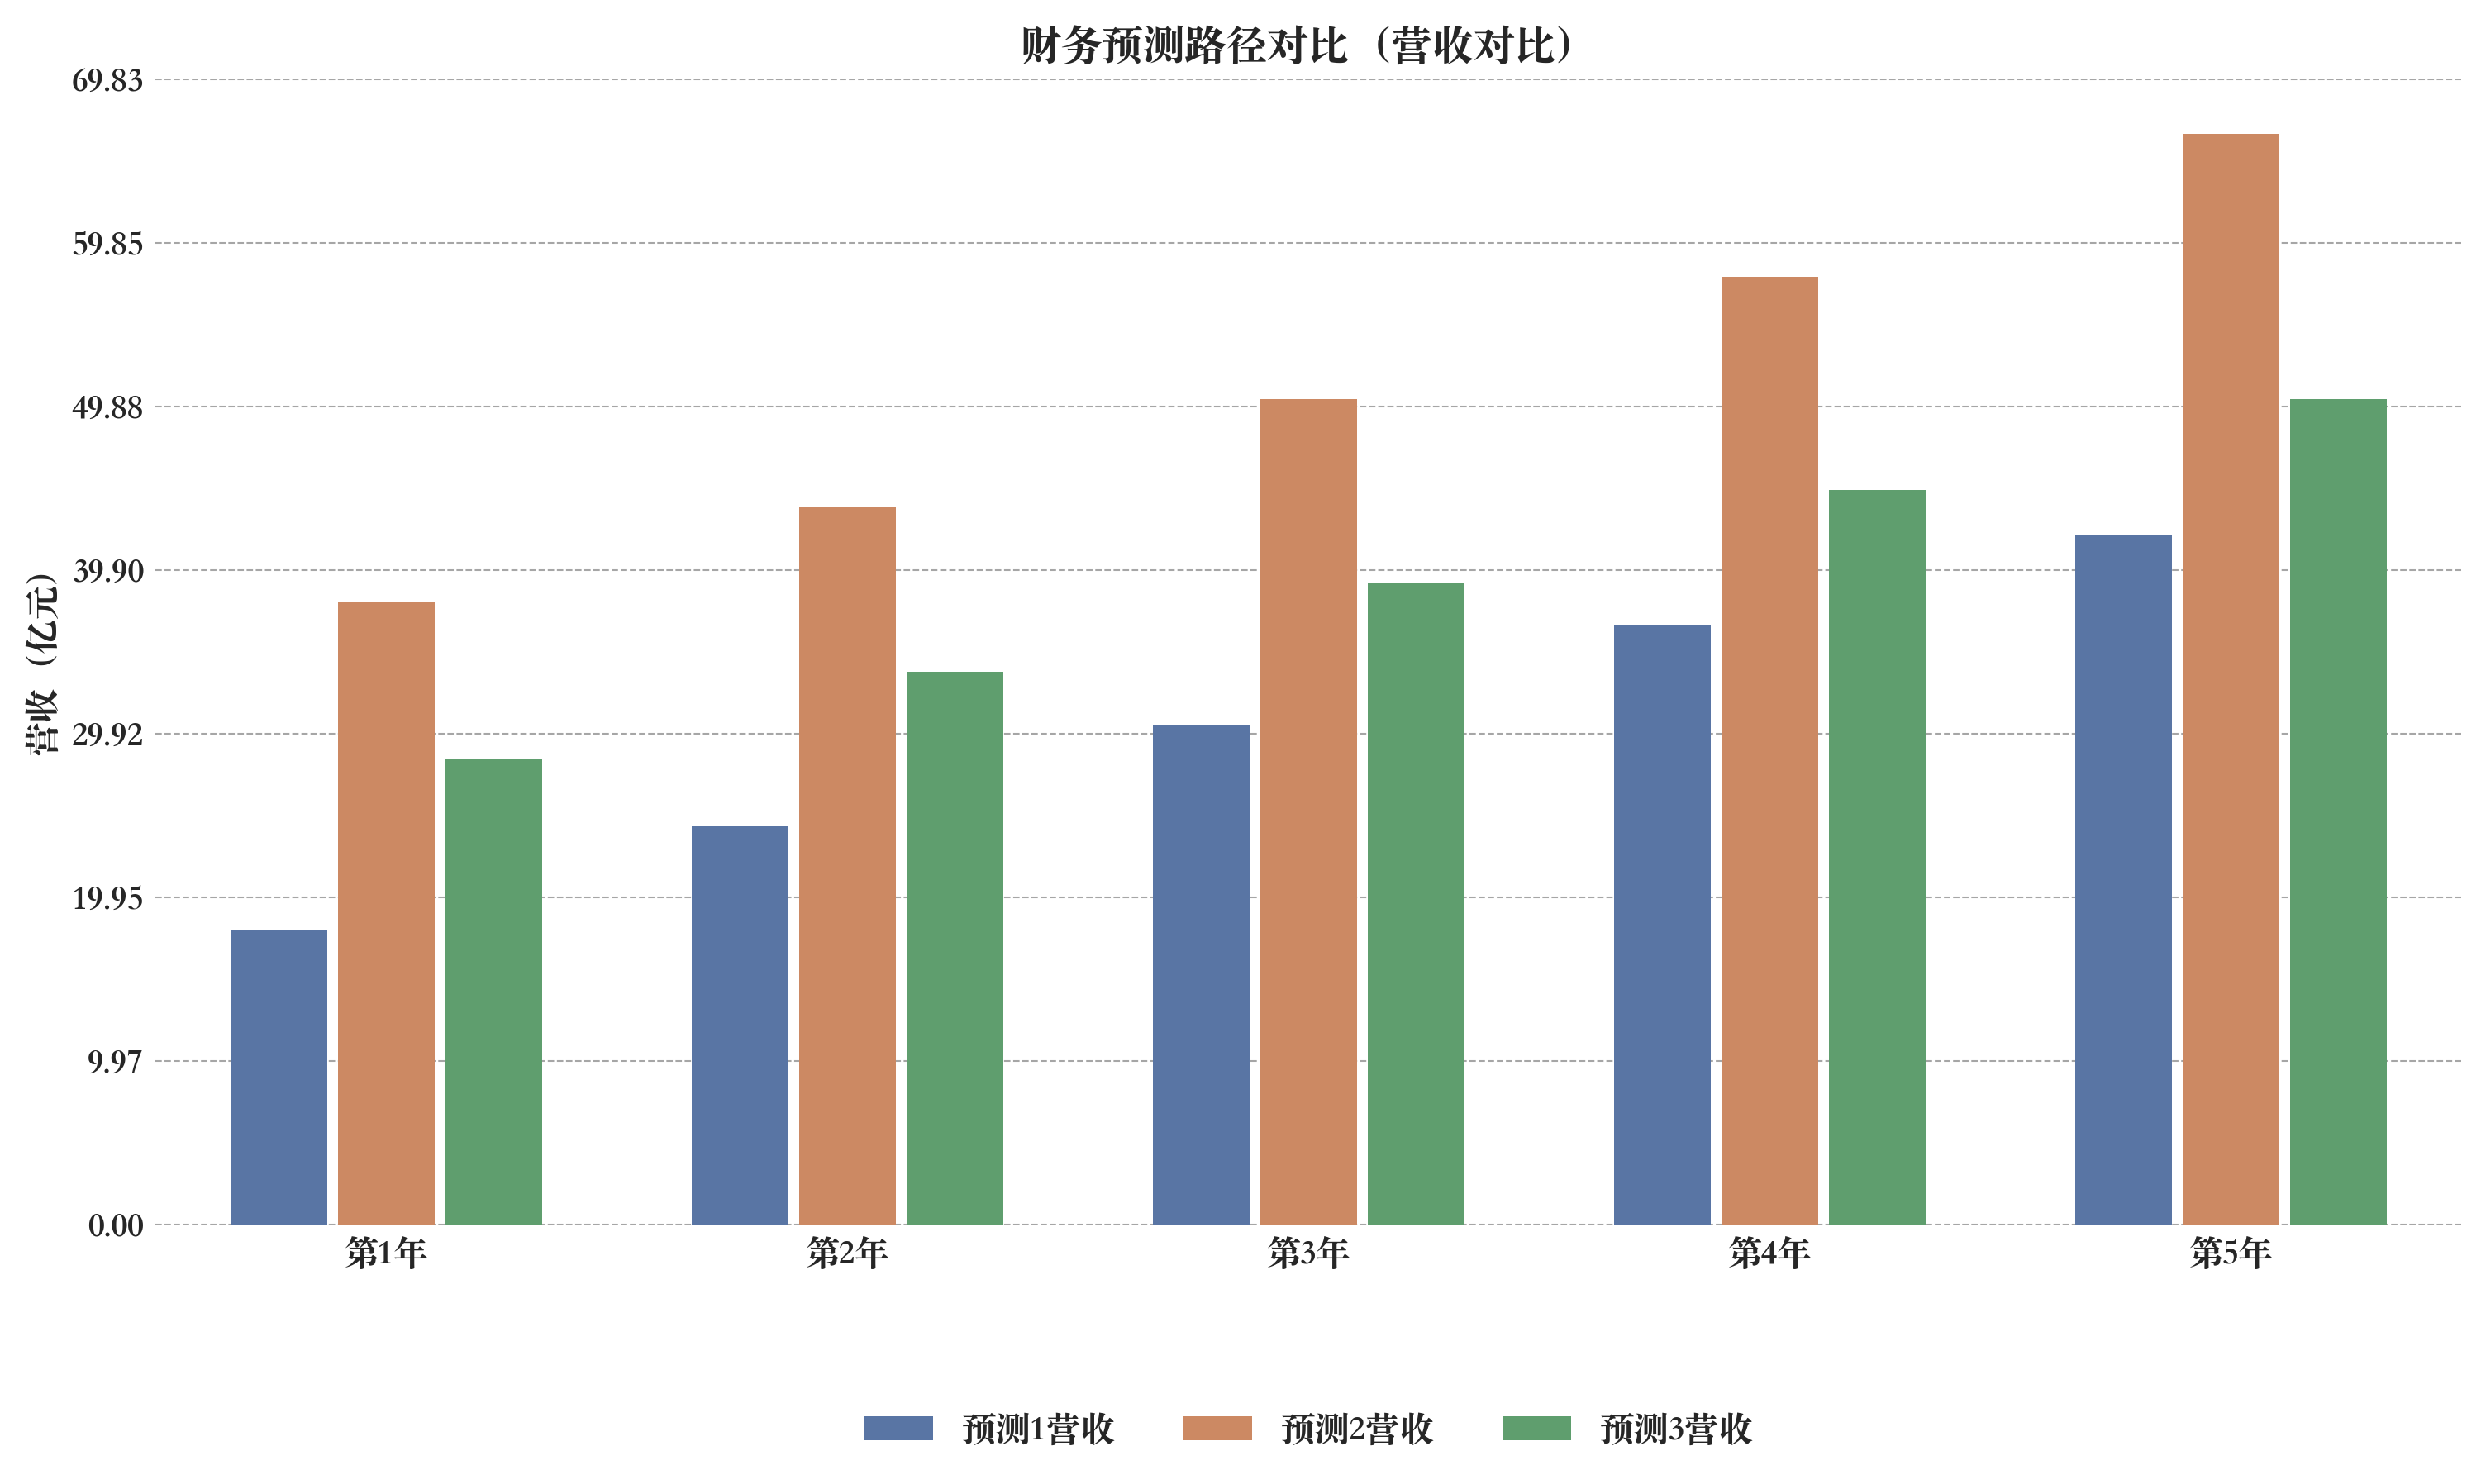 财务预测路径对比（营收对比）
69.83
59.85
49.88
39.90
29.92
19.95
9.97
0.00
营收（亿元）
第1年 第2年 第3年 第4年 第5年
预测1营收 预测2营收 预测3营收